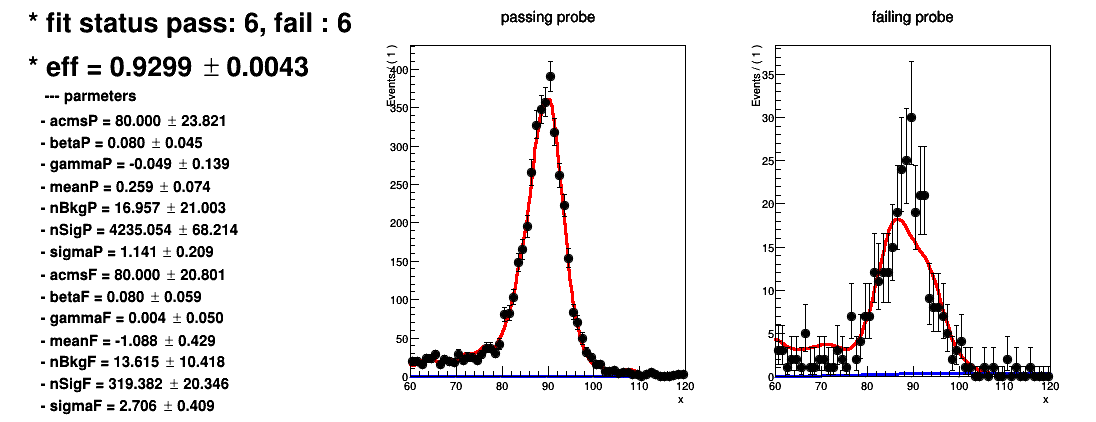 * fit status pass: 6, fail : 6
* eff = 0.9299 ± 0.0043
--- parmeters
- acmsP = 80.000 ± 23.821
- betaP = 0.080 ± 0.045
- gammaP = -0.049 ± 0.139
- meanP = 0.259 ± 0.074
- nBkgP = 16.957 ± 21.003
- nSigP = 4235.054 ± 68.214
- sigmaP = 1.141 ± 0.209
- acmsF = 80.000 ± 20.801
- betaF = 0.080 ± 0.059
- gammaF = 0.004 ± 0.050
- meanF = -1.088 ± 0.429
- nBkgF = 13.615 ± 10.418
- nSigF = 319.382 ± 20.346
- sigmaF = 2.706 ± 0.409
passing probe
Events / ( 1 )
400
350
300
250
200
150
100
50
0
60 70 80 90 100 110 120
x
failing probe
Events / ( 1 )
35
30
25
20
15
10
5
0
60 70 80 90 100 110 120
x